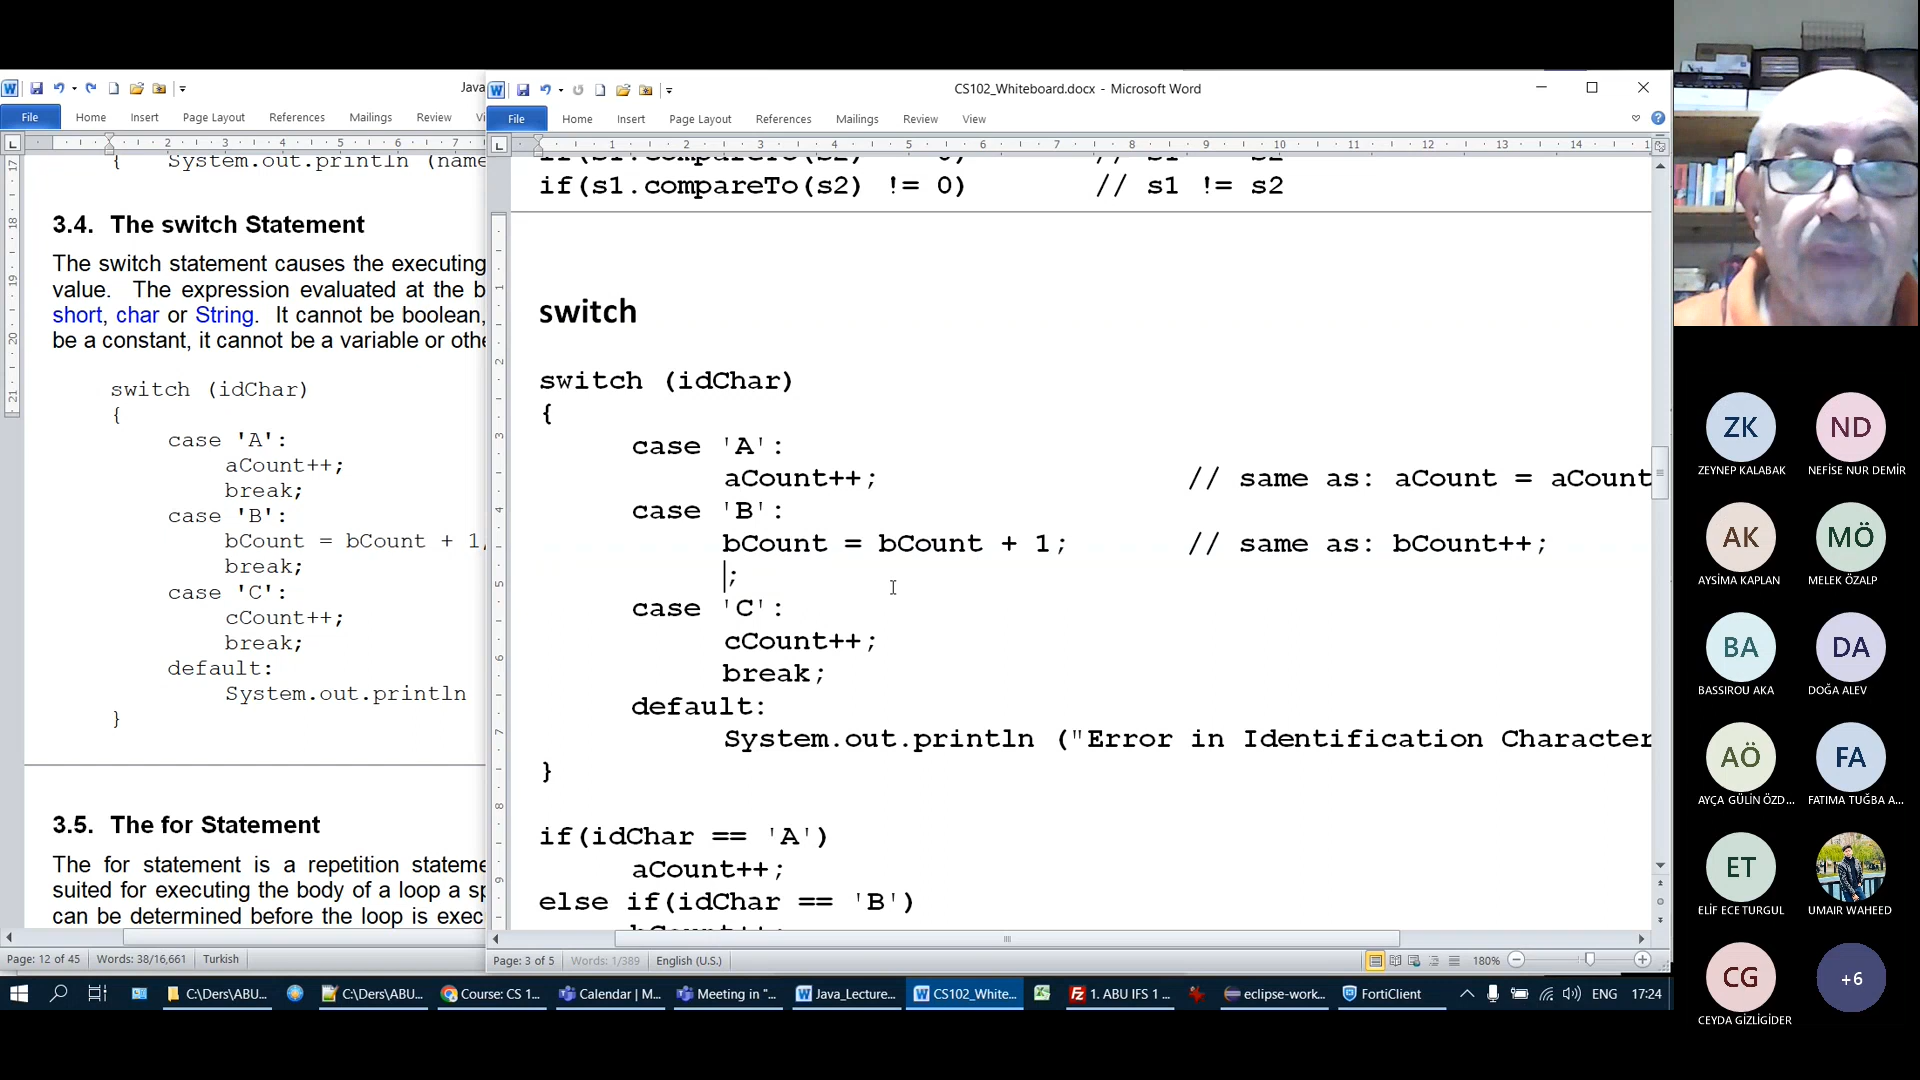 Java
File Home Insert Page Layout References Mailings Review
{ System.out.println (name
3.4. The switch Statement
The switch statement causes the executing
value. The expression evaluated at the b
short, char or String. It cannot be boolean,
be a constant, it cannot be a variable or othe
switch (idChar)
{
case 'A':
aCount++;
break;
case 'B':
bCount = bCount + 1;
break;
case 'C':
cCount++;
break;
default:
System.out.println
}
3.5. The for Statement
The for statement is a repetition stateme
suited for executing the body of a loop a sp
can be determined before the loop is exec
Page: 12 of 45 Words: 38/16,661 Turkish
CS102_Whiteboard.docx - Microsoft Word
File Home Insert Page Layout References Mailings Review View
if(s1.compareTo(s2) != 0) // s1 != s2
switch
switch (idChar)
{
case 'A':
aCount++; // same as: aCount = aCount
case 'B':
bCount = bCount + 1; // same as: bCount++;
;
case 'C':
cCount++;
break;
default:
System.out.println ("Error in Identification Character
}
if(idChar == 'A')
aCount++;
else if(idChar == 'B')
Page: 3 of 5 Words: 1/389 English (U.S.) 180%
C:\Ders\ABU... C:\Ders\ABU... Course: CS 1... Calendar | M... Meeting in "... Java_Lecture... CS102_White... 1. ABU IFS 1 ... eclipse-work... FortiClient ENG 17:24
ZK ND
ZEYNEP KALABAK NEFİSE NUR DEMİR
AK MÖ
AYSİMA KAPLAN MELEK ÖZALP
BA DA
BASSIROU AKA DOĞA ALEV
AÖ FA
AYÇA GÜLİN ÖZD... FATIMA TUĞBA A...
ET
ELİF ECE TURGUL UMAIR WAHEED
CG +6
CEYDA GİZLİGİDER